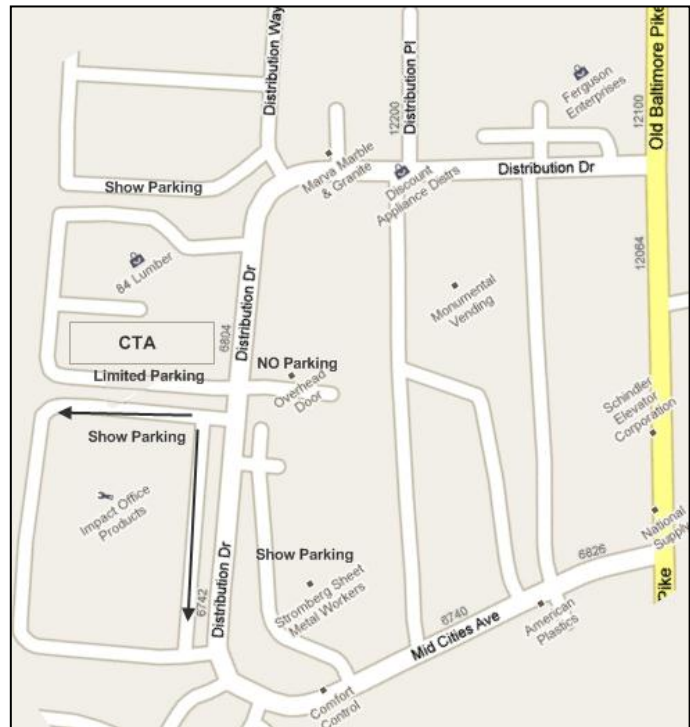 Distribution Way
Distribution Pl
12200
Old Baltimore Pike
12100
Ferguson
Enterprises
Marva Marble
& Granite
Discount
Appliance Distrs
Distribution Dr
Show Parking
84 Lumber
12064
Monumental
Vending
CTA
6804
Distribution Dr
NO Parking
Limited Parking
Overhead
Door
Schindler
Elevator
Corporation
Show Parking
Impact Office
Products
National
Supply
Show Parking
6826
Stromberg Sheet
Metal Workers
6742
Distribution Dr
6740
Mid Cities Ave
American
Plastics
Pike
Comfort
Control